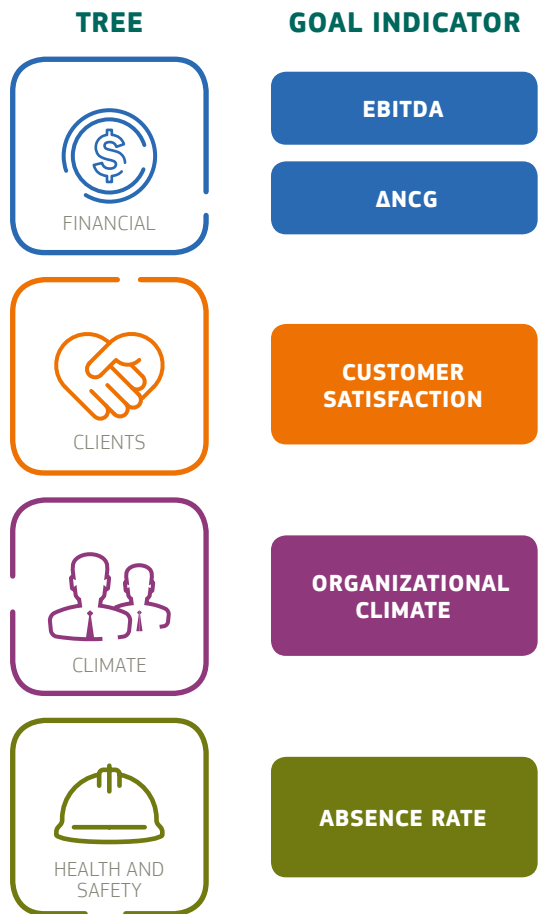 TREE
GOAL INDICATOR
$
FINANCIAL
EBITDA
ΔNCG
CLIENTS
CUSTOMER
SATISFACTION
CLIMATE
ORGANIZATIONAL
CLIMATE
HEALTH AND
SAFETY
ABSENCE RATE